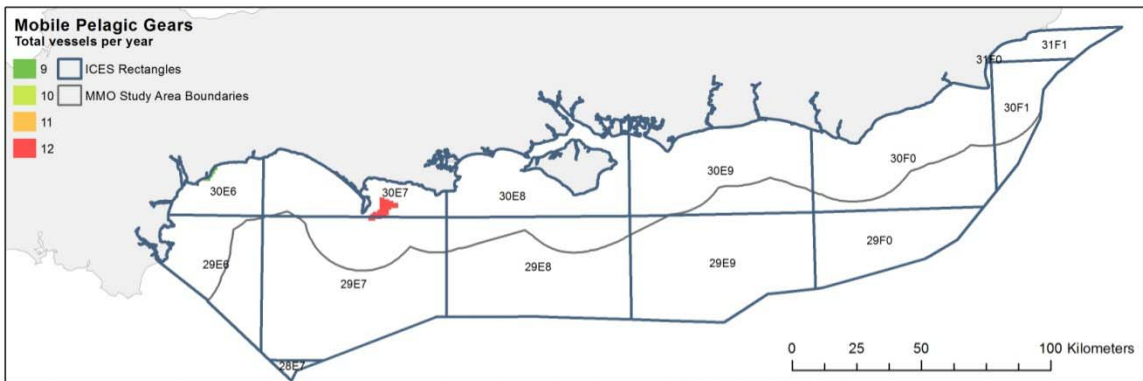 Mobile Pelagic Gears
Total vessels per year
9 ICES Rectangles
10 MMO Study Area Boundaries
11
12
31F1
31F0
30F1
30F0
30E6
30E7
30E8
30E9
29E6
29E7
29E8
29E9
29F0
28E7
0 25 50 100 Kilometers